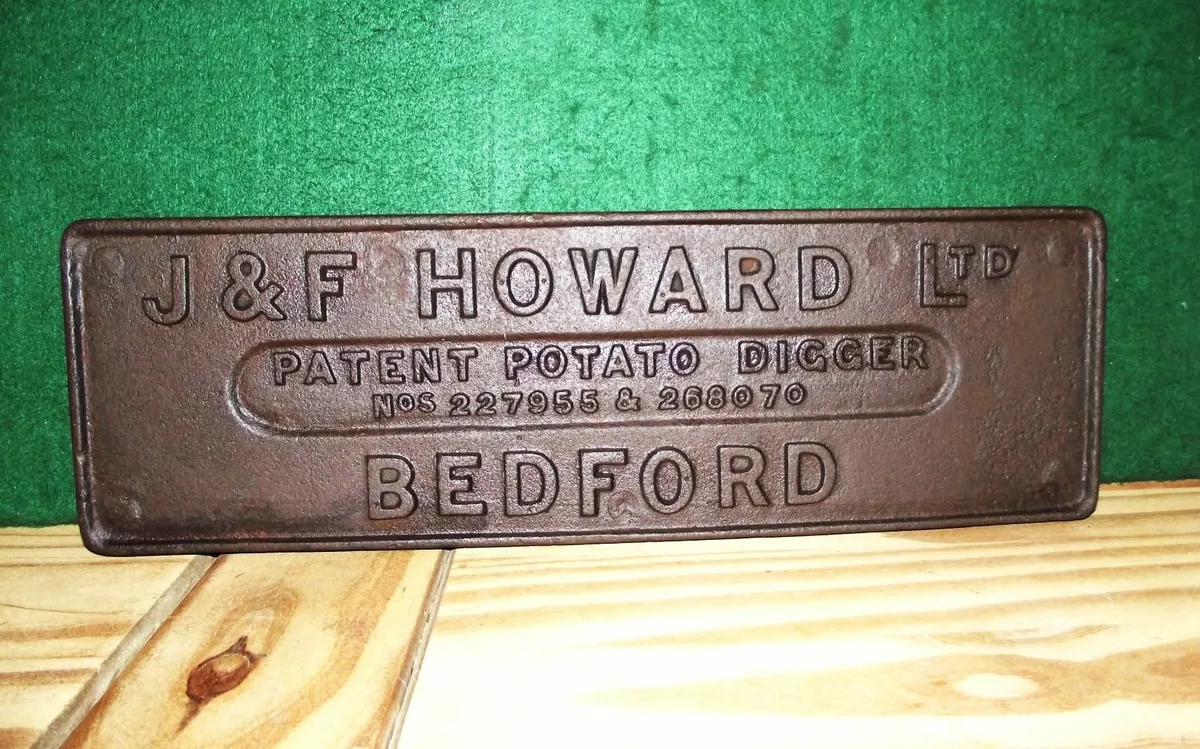 J & F HOWARD LTD
PATENT POTATO DIGGER
NOS 227955 & 268070
BEDFORD